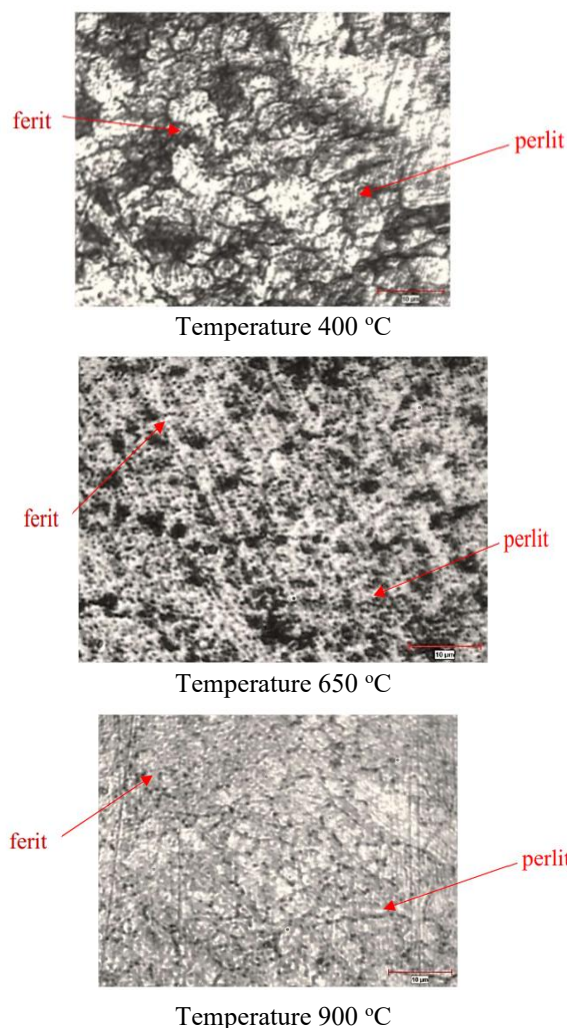 ferit
perlit
10 µm
Temperature 400 °C
ferit
perlit
10 µm
Temperature 650 °C
ferit
perlit
10 µm
Temperature 900 °C